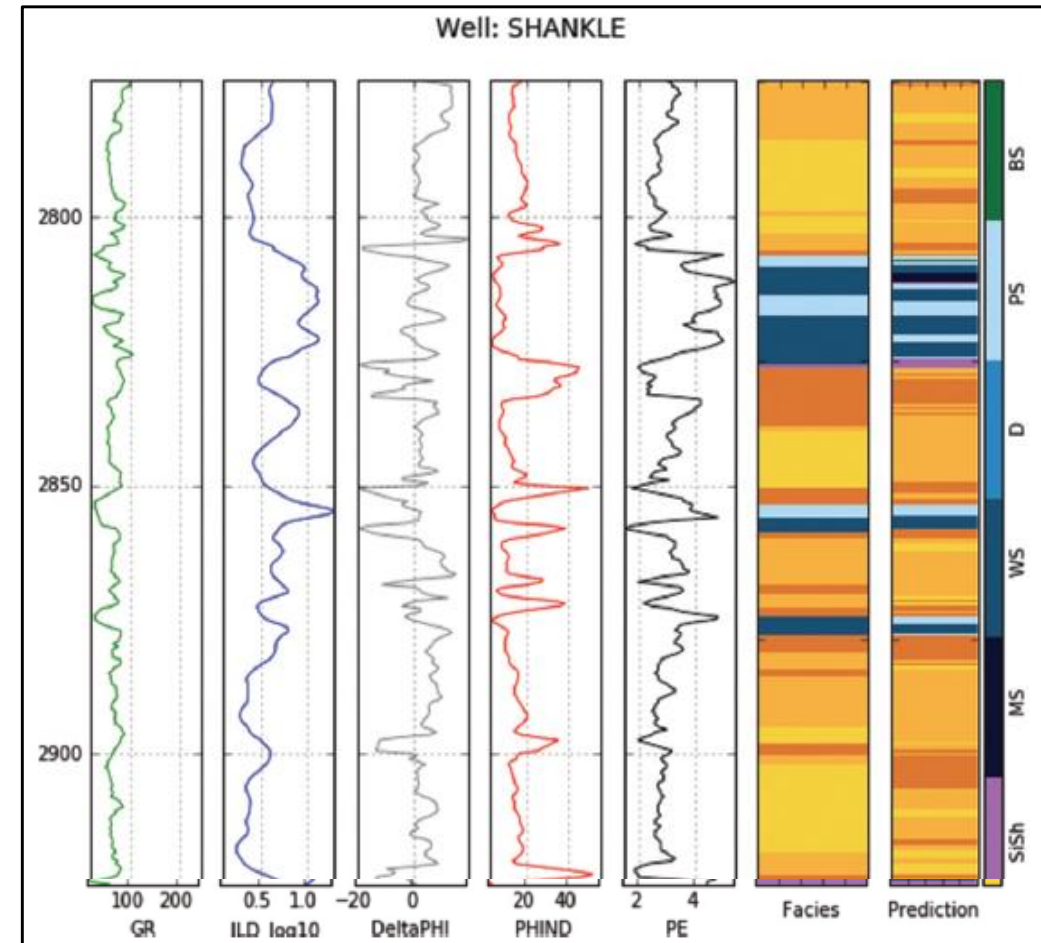 Well: SHANKLE
2800
2850
2900
BS
PS
D
WS
MS
SiSh
100 200
0.5 1.0
−20 0
20 40
2 4
GR
ILD_log10
DeltaPHI
PHIND
PE
Facies
Prediction